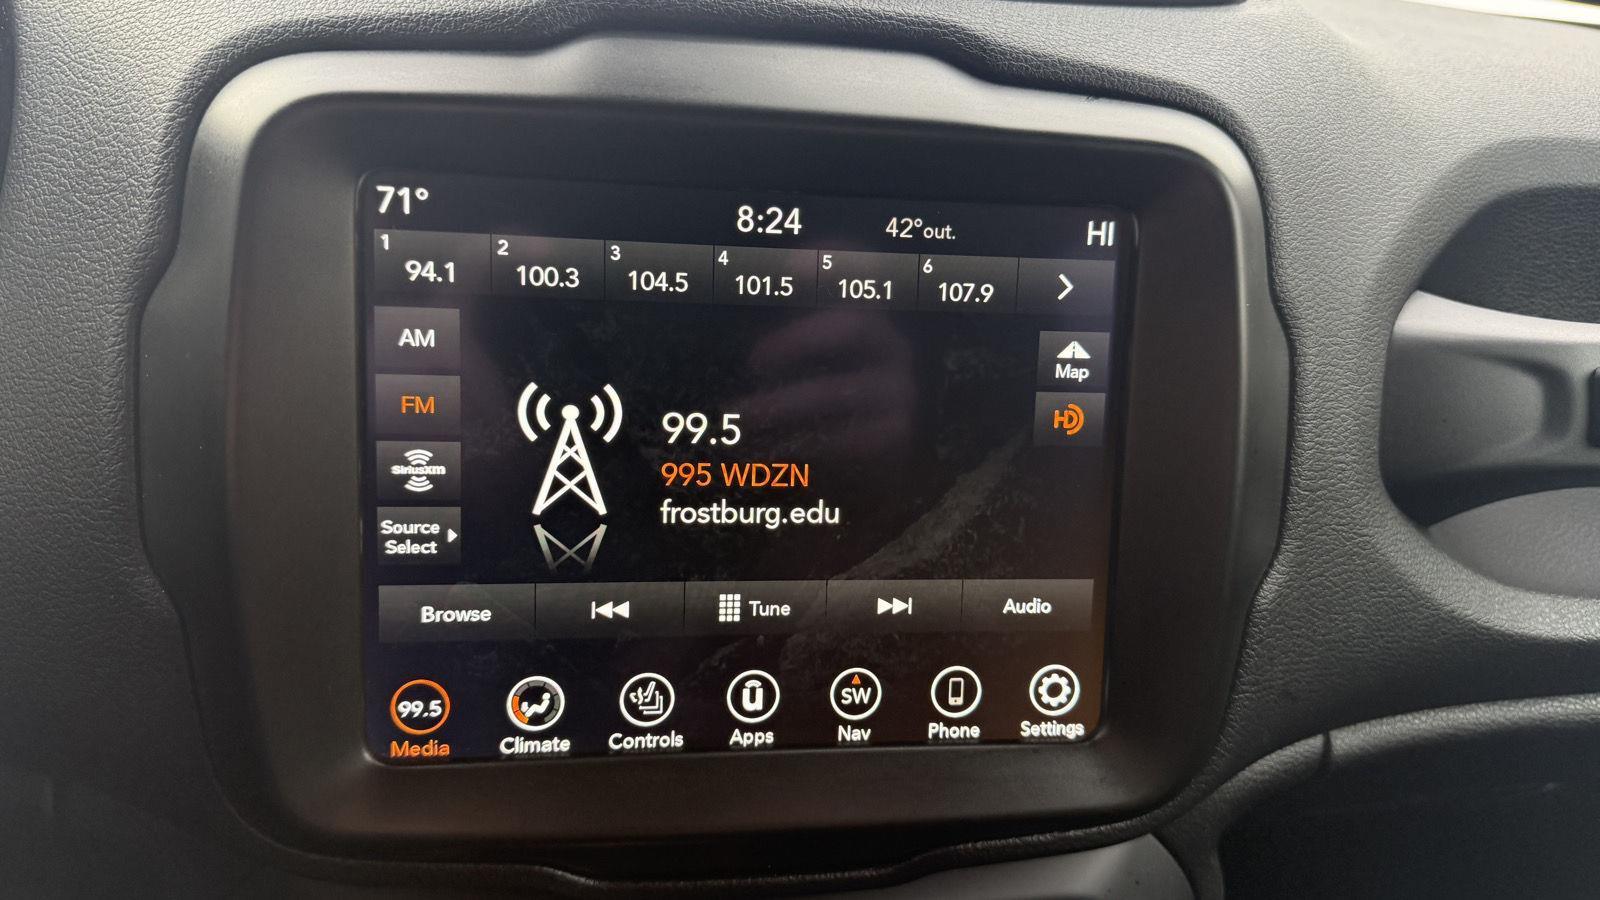 71° 8:24 42°out. HI
1 94.1 2 100.3 3 104.5 4 101.5 5 105.1 6 107.9
AM
FM
SiriusXM
Source
Select
99.5
995 WDZN
frostburg.edu
Map
HD
Browse Tune Audio
99.5 SW
Media Climate Controls Apps Nav Phone Settings